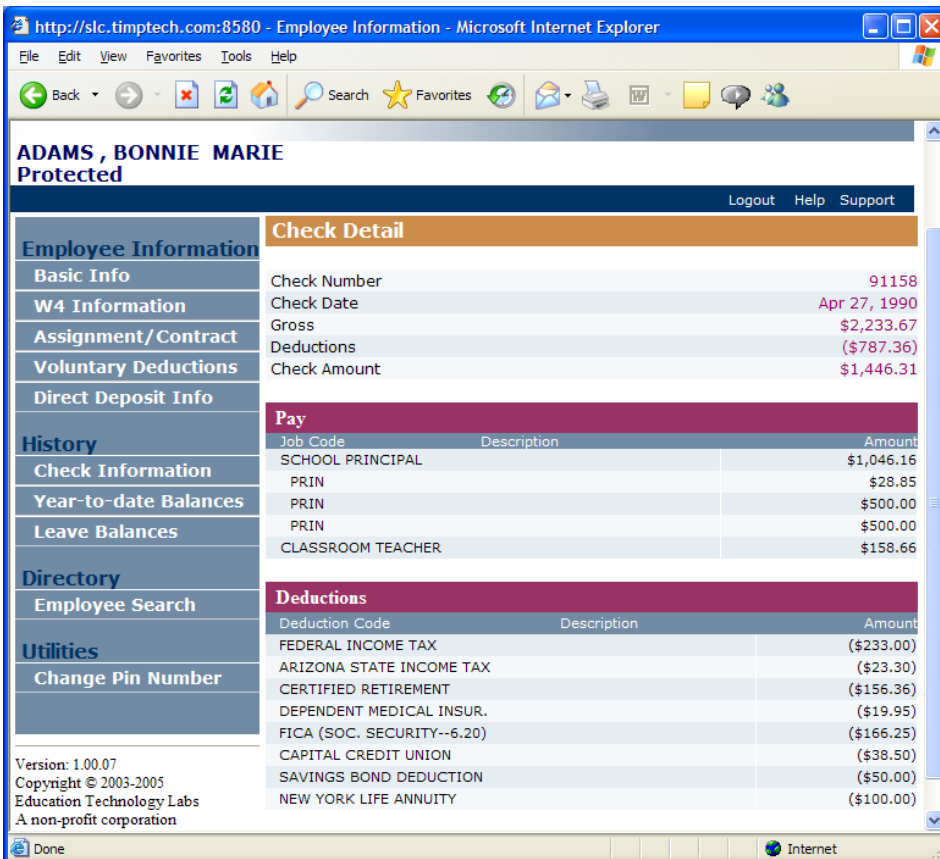 http://slc.timptech.com:8580 - Employee Information - Microsoft Internet Explorer
File Edit View Favorites Tools Help
Back Search Favorites
ADAMS , BONNIE MARIE
Protected
Logout Help Support
Employee Information
Basic Info
W4 Information
Assignment/Contract
Voluntary Deductions
Direct Deposit Info
History
Check Information
Year-to-date Balances
Leave Balances
Directory
Employee Search
Utilities
Change Pin Number
Version: 1.00.07
Copyright © 2003-2005
Education Technology Labs
A non-profit corporation
Check Detail
Check Number 91158
Check Date Apr 27, 1990
Gross $2,233.67
Deductions ($787.36)
Check Amount $1,446.31
Pay
Job Code Description Amount
SCHOOL PRINCIPAL $1,046.16
PRIN $28.85
PRIN $500.00
PRIN $500.00
CLASSROOM TEACHER $158.66
Deductions
Deduction Code Description Amount
FEDERAL INCOME TAX ($233.00)
ARIZONA STATE INCOME TAX ($23.30)
CERTIFIED RETIREMENT ($156.36)
DEPENDENT MEDICAL INSUR. ($19.95)
FICA (SOC. SECURITY--6.20) ($166.25)
CAPITAL CREDIT UNION ($38.50)
SAVINGS BOND DEDUCTION ($50.00)
NEW YORK LIFE ANNUITY ($100.00)
Done Internet